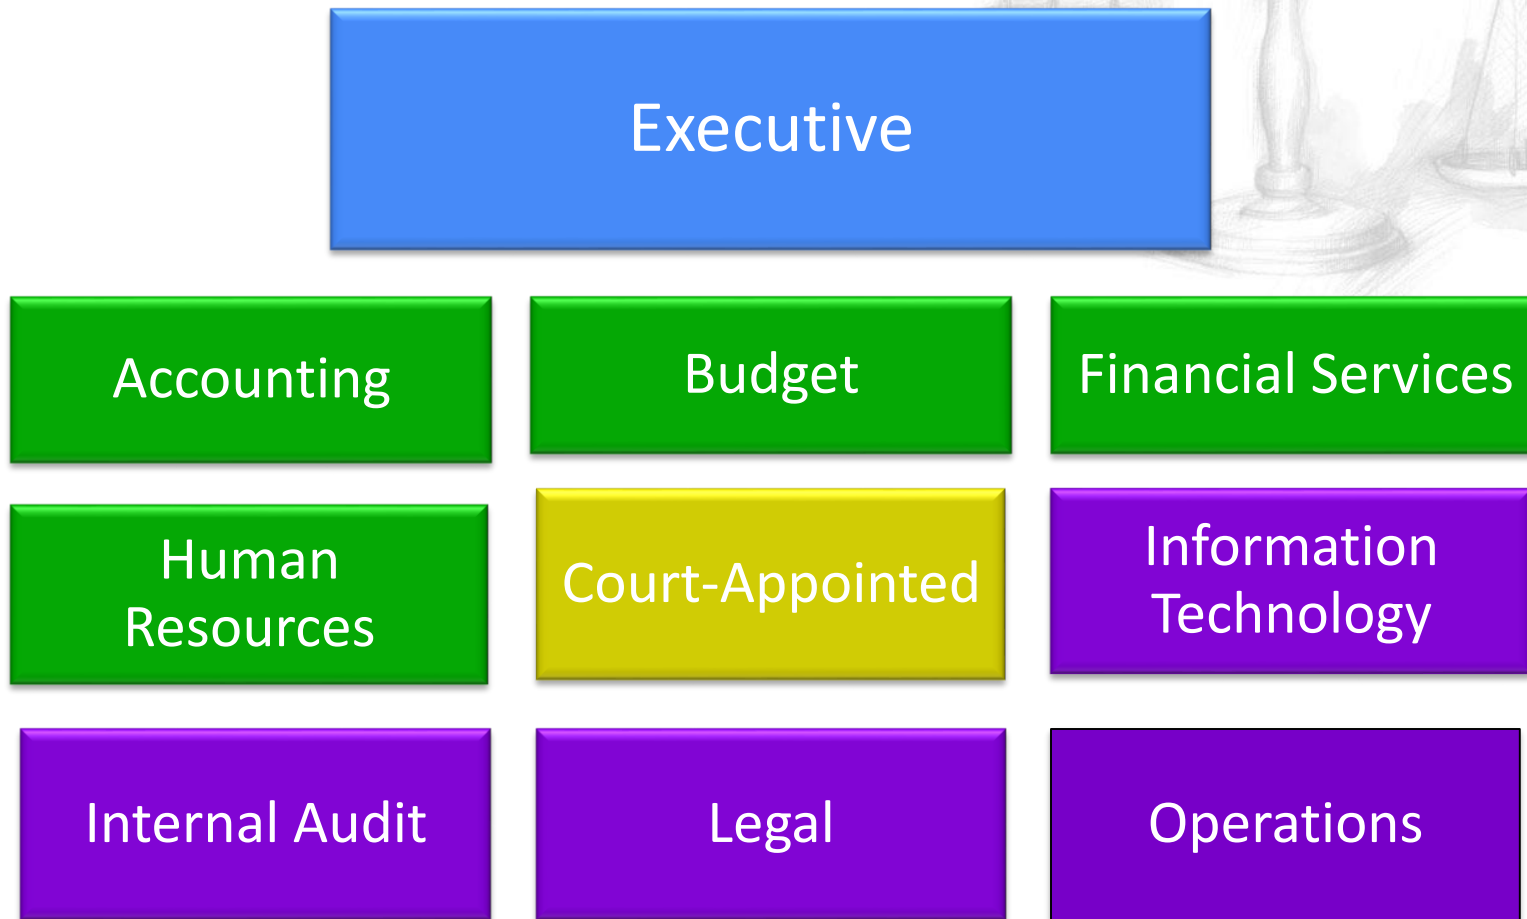 Executive
Accounting
Budget
Financial Services
Human
Resources
Court-Appointed
Information
Technology
Internal Audit
Legal
Operations